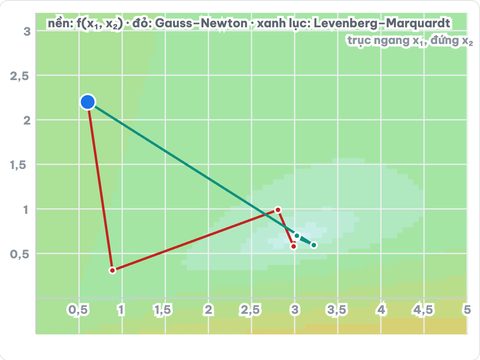 nền: f(x₁, x₂) · đỏ: Gauss–Newton · xanh lục: Levenberg–Marquardt
trục ngang x₁, đứng x₂
3
2,5
2
1,5
1
0,5
0,5 1 1,5 2 2,5 3 3,5 4 4,5 5